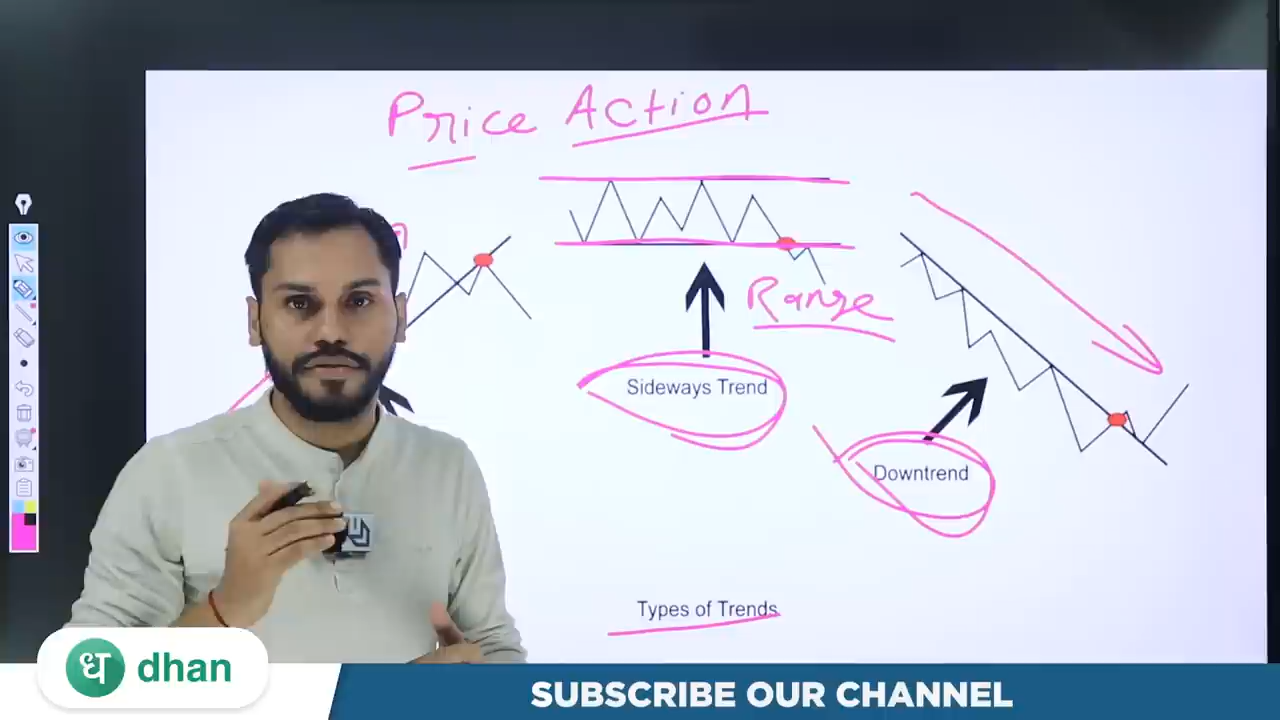 Price Action
Range
Sideways Trend
Downtrend
Types of Trends
ध dhan
SUBSCRIBE OUR CHANNEL